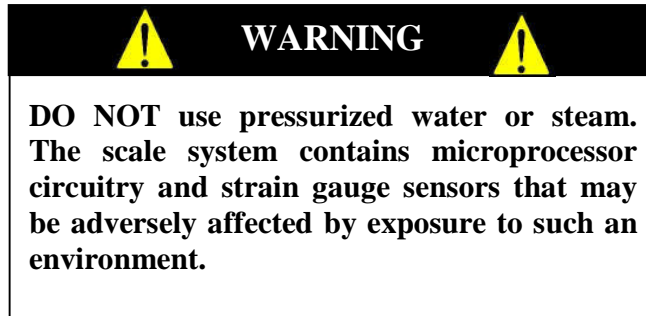 WARNING
DO NOT use pressurized water or steam.
The scale system contains microprocessor
circuitry and strain gauge sensors that may
be adversely affected by exposure to such an
environment.